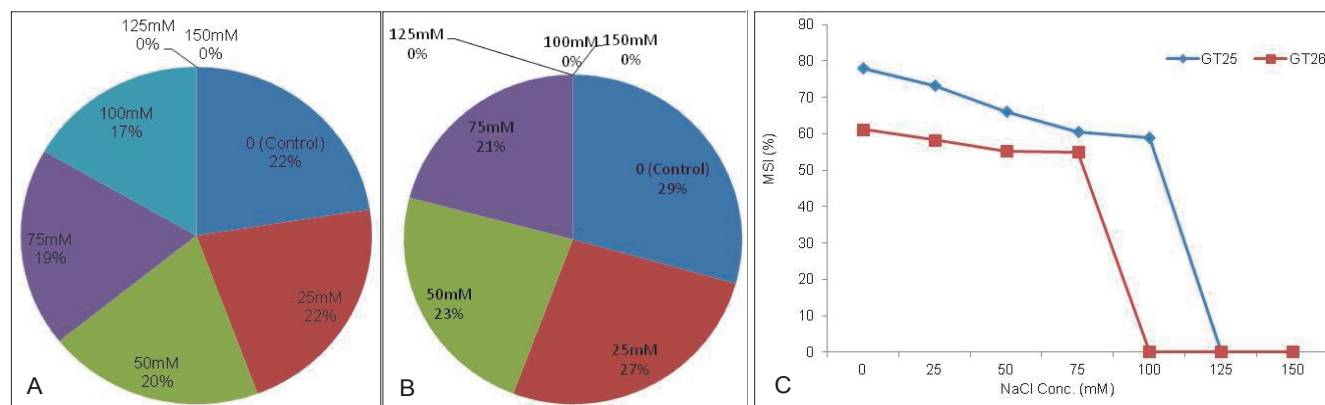 125mM
0%
150mM
0%
0 (Control)
22%
25mM
22%
50mM
20%
75mM
19%
100mM
17%
A
125mM
0%
100mM
0%
150mM
0%
0 (Control)
29%
25mM
27%
50mM
23%
75mM
21%
B
GT25
GT26
MSI (%)
90
80
70
60
50
40
30
20
10
0
0 25 50 75 100 125 150
NaCl Conc. (mM)
C